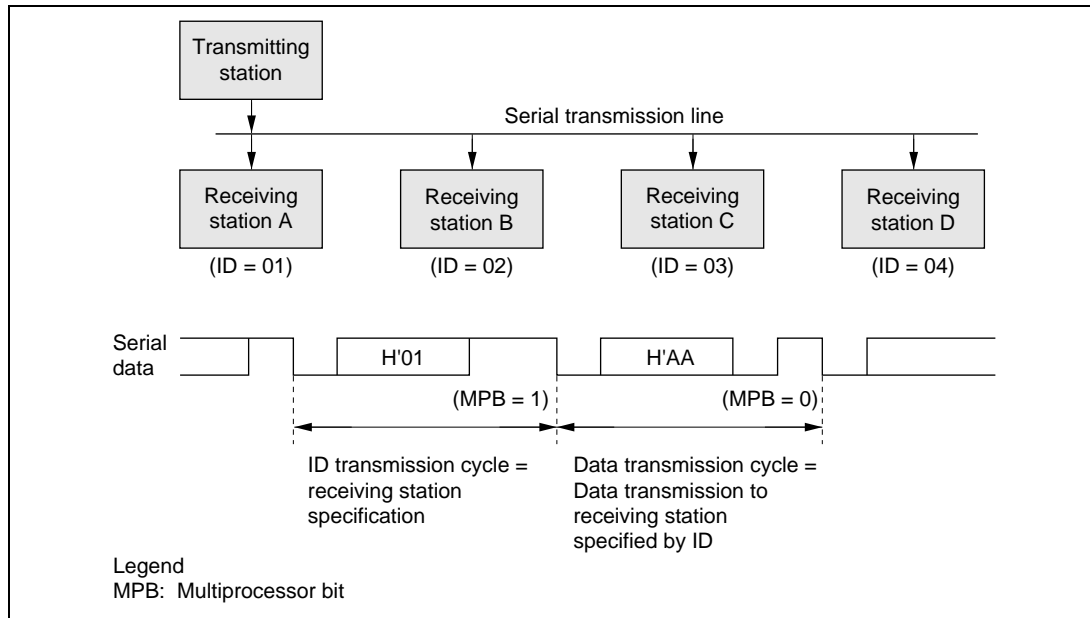 Transmitting
station
Serial transmission line
Receiving
station A
Receiving
station B
Receiving
station C
Receiving
station D
(ID = 01)
(ID = 02)
(ID = 03)
(ID = 04)
Serial
data
H'01
H'AA
(MPB = 1)
(MPB = 0)
ID transmission cycle =
receiving station
specification
Data transmission cycle =
Data transmission to
receiving station
specified by ID
Legend
MPB: Multiprocessor bit